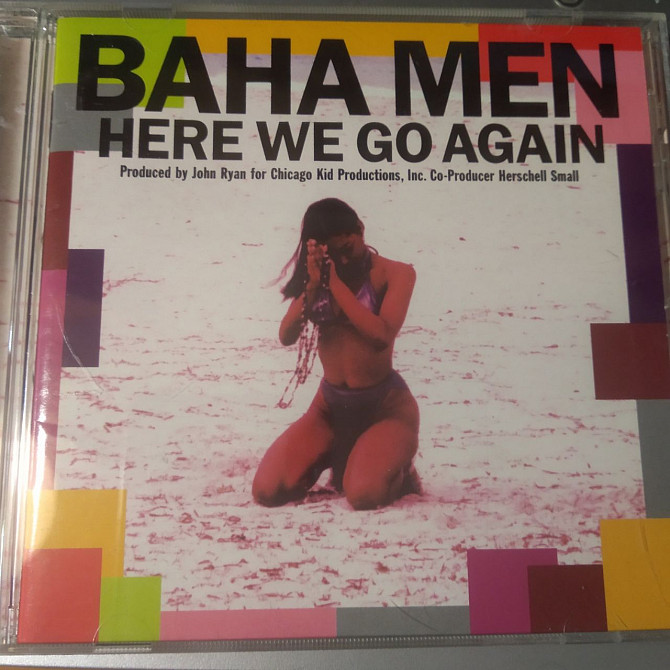 BAHA MEN
HERE WE GO AGAIN
Produced by John Ryan for Chicago Kid Productions, Inc. Co-Producer Herschell Small